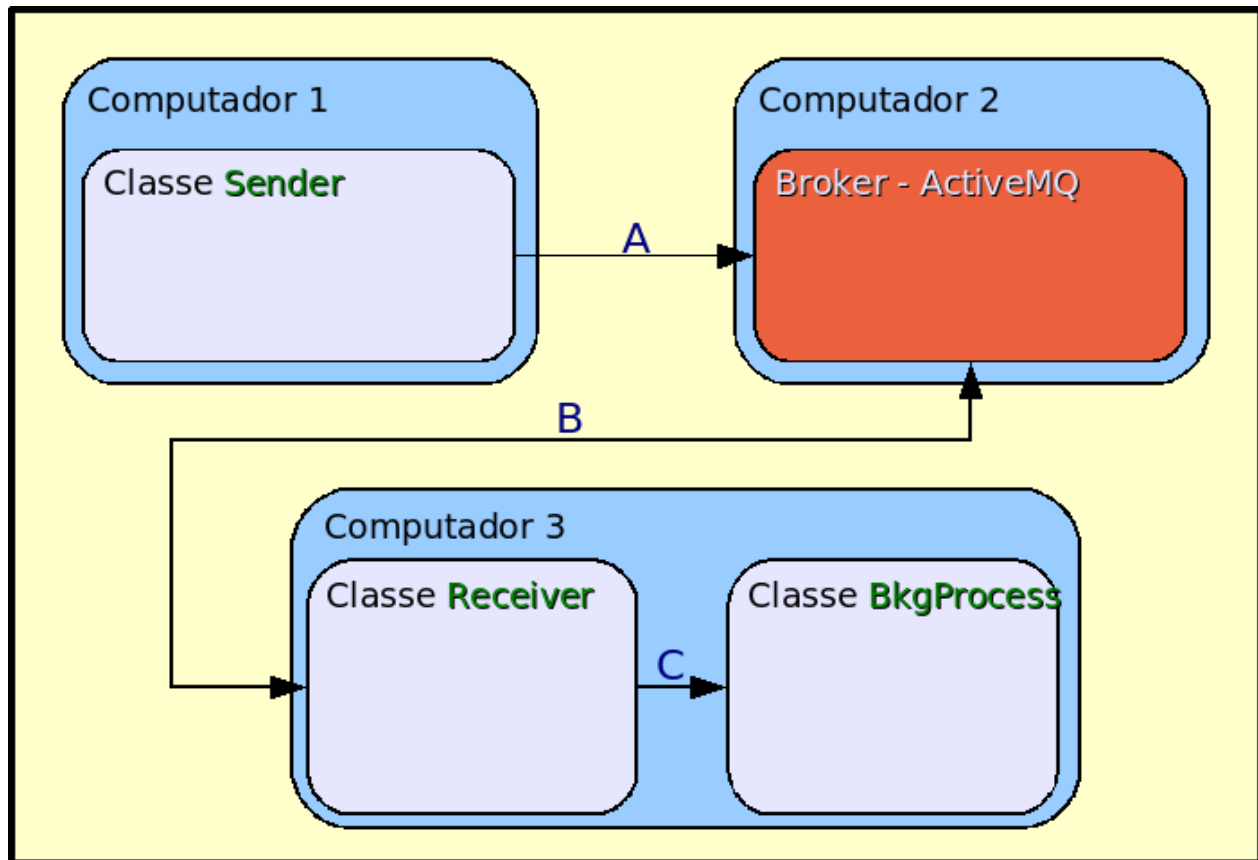 Computador 1
Classe Sender
Computador 2
Broker - ActiveMQ
A
B
Computador 3
Classe Receiver
Classe BkgProcess
C